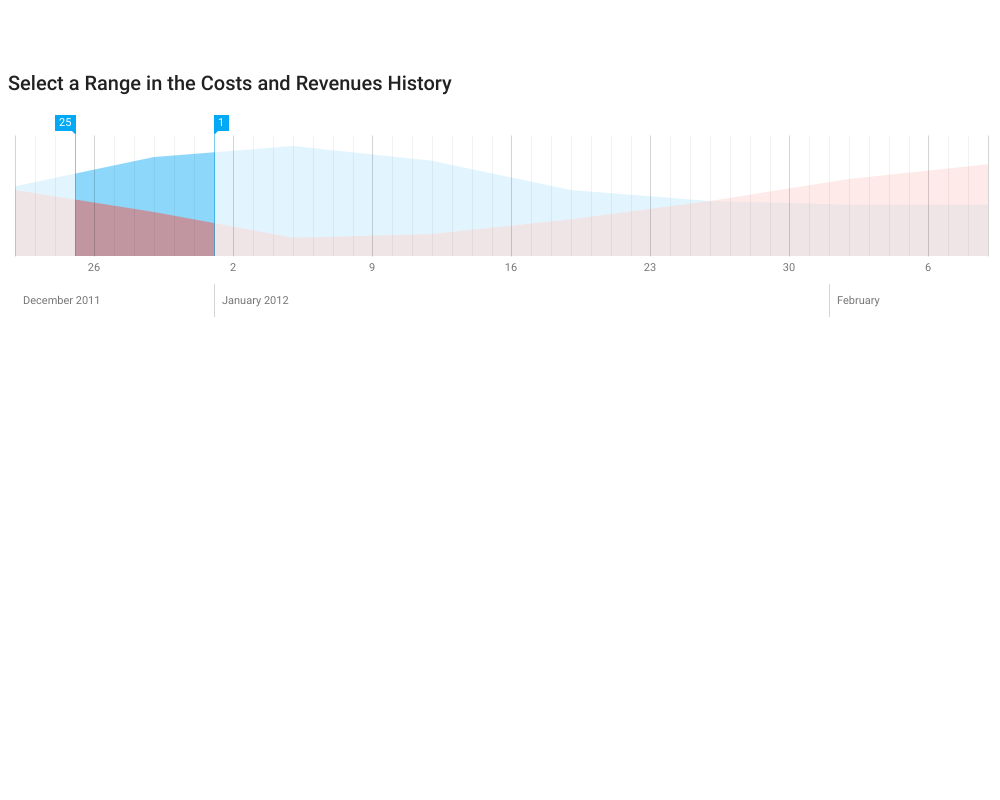 Select a Range in the Costs and Revenues History
25 1
26 2 9 16 23 30 6
December 2011 January 2012 February